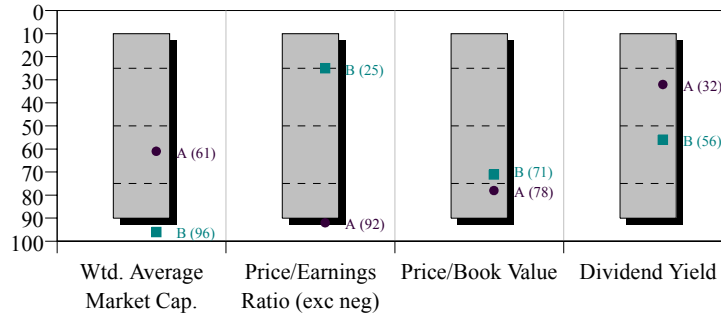 0
10
20
30
40
50
60
70
80
90
100
A (61)
B (96)
B (25)
A (92)
B (71)
A (78)
A (32)
B (56)
Wtd. Average
Market Cap.
Price/Earnings
Ratio (exc neg)
Price/Book Value
Dividend Yield